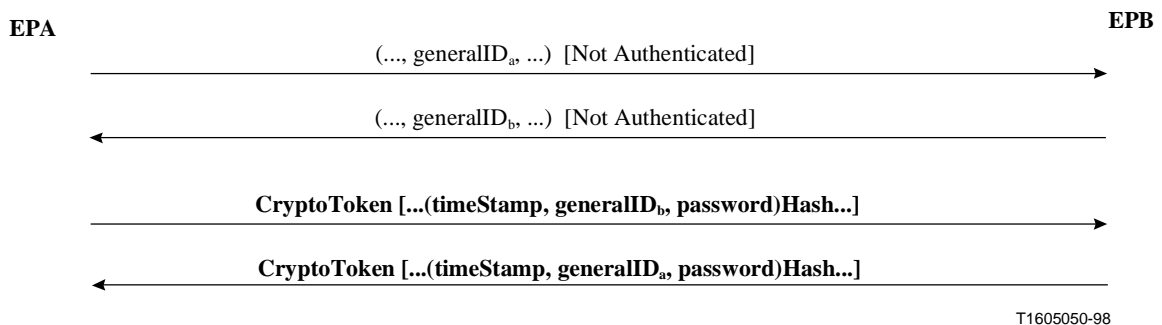 EPA
EPB
(..., generalIDa, ...) [Not Authenticated]
(..., generalIDb, ...) [Not Authenticated]
CryptoToken [...(timeStamp, generalIDb, password)Hash...]
CryptoToken [...(timeStamp, generalIDa, password)Hash...]
T1605050-98